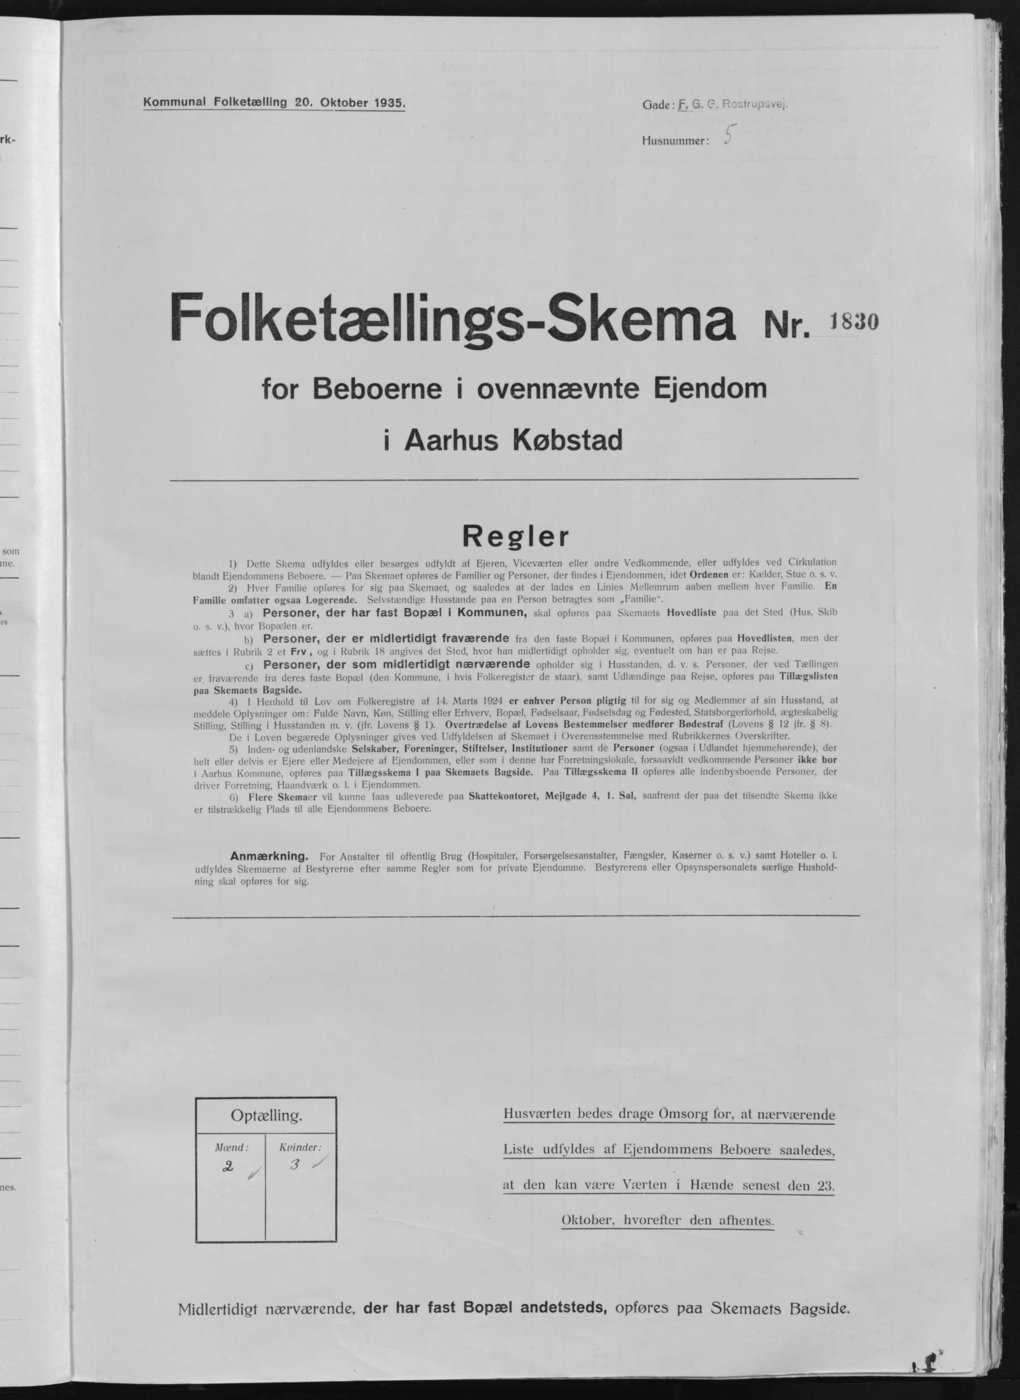 Kommunal Folketælling 20. Oktober 1935.
Gade: F. G. C. Rostrupsvej.
Husnummer: 5
Folketællings-Skema Nr. 1830
for Beboerne i ovennævnte Ejendom
i Aarhus Købstad
Regler
1) Dette Skema udfyldes eller besørges udfyldt af Ejeren, Viceværten eller andre Vedkommende, eller udfyldes ved Cirkulation
blandt Ejendommens Beboere. — Paa Skemaet opføres de Familier og Personer, der findes i Ejendommen, idet Ordenen er: Kælder, Stue o. s. v.
2) Hver Familie opføres for sig paa Skemaet, og saaledes at der lades en Linies Mellemrum aaben mellem hver Familie. En
Familie omfatter ogsaa Logerende. Selvstændige Husstande paa en Person betragtes som „Familie".
3 a) Personer, der har fast Bopæl i Kommunen, skal opføres paa Skemaets Hovedliste paa det Sted (Hus, Skib
o. s. v.), hvor Bopælen er.
b) Personer, der er midlertidigt fraværende fra den faste Bopæl i Kommunen, opføres paa Hovedlisten, men der
sættes i Rubrik 2 et Frv., og i Rubrik 18 angives det Sted, hvor han midlertidigt opholder sig, eventuelt om han er paa Rejse.
c) Personer, der som midlertidigt nærværende opholder sig i Husstanden, d. v. s. Personer, der ved Tællingen
er fraværende fra deres faste Bopæl (den Kommune, i hvis Folkeregister de staar), samt Udlændinge paa Rejse, opføres paa Tillægslisten
paa Skemaets Bagside.
4) I Henhold til Lov om Folkeregistre af 14. Marts 1924 er enhver Person pligtig til for sig og Medlemmer af sin Husstand, at
meddele Oplysninger om: Fulde Navn, Køn, Stilling eller Erhverv, Bopæl, Fødselsaar, Fødselsdag og Fødested, Statsborgerforhold, ægteskabelig
Stilling, Stilling i Husstanden m. v. (jfr. Lovens § 1). Overtrædelse af Lovens Bestemmelser medfører Bødestraf (Lovens § 12 jfr. § 8).
De i Loven begærede Oplysninger gives ved Udfyldelsen af Skemaet i Overensstemmelse med Rubrikkernes Overskrifter.
5) Inden- og udenlandske Selskaber, Foreninger, Stiftelser, Institutioner samt de Personer (ogsaa i Udlandet hjemmehørende), der
helt eller delvis er Ejere eller Medejere af Ejendommen, eller som i denne har Forretningslokale, forsaavidt vedkommende Personer ikke bor
i Aarhus Kommune, opføres paa Tillægsskema I paa Skemaets Bagside. Paa Tillægsskema II opføres alle indenbysboende Personer, der
driver Forretning, Haandværk o. l. i Ejendommen.
6) Flere Skemaer vil kunne faas udleverede paa Skattekontoret, Mejlgade 4, 1. Sal, saafremt der paa det tilsendte Skema ikke
er tilstrækkelig Plads til alle Ejendommens Beboere.
Anmærkning. For Anstalter til offentlig Brug (Hospitaler, Forsørgelsesanstalter, Fængsler, Kaserner o. s. v.) samt Hoteller o. l.
udfyldes Skemaerne af Bestyrerne efter samme Regler som for private Ejendomme. Bestyrerens eller Opsynspersonalets særlige Hushold-
ning skal opføres for sig.
Optælling.
Mænd: Kvinder:
2 ✓ 3 ✓
Husværten bedes drage Omsorg for, at nærværende
Liste udfyldes af Ejendommens Beboere saaledes,
at den kan være Værten i Hænde senest den 23.
Oktober, hvorefter den afhentes.
Midlertidigt nærværende, der har fast Bopæl andetsteds, opføres paa Skemaets Bagside.
rk-
som
nes.